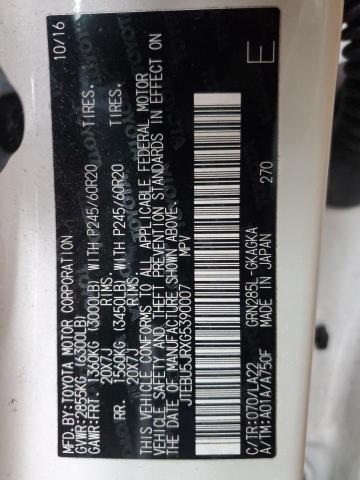 MFD.BY:TOYOTA MOTOR CORPORATION 10/16
GVWR: 2855KG (6300LB)
GAWR:FRT. 1360KG (3000LB) WITH P245/60R20 TIRES.
20X7J RIMS.
RR. 1560KG (3450LB) WITH P245/60R20 TIRES.
20X7J RIMS.
THIS VEHICLE CONFORMS TO ALL APPLICABLE FEDERAL MOTOR
VEHICLE SAFETY AND THEFT PREVENTION STANDARDS IN EFFECT ON
THE DATE OF MANUFACTURE SHOWN ABOVE.
JTEBU5JRXG5390007 MPV
E
C/TR:070/LA22 GRN285L-GKAGKA
A/TM:A01A/A750F MADE IN JAPAN 270